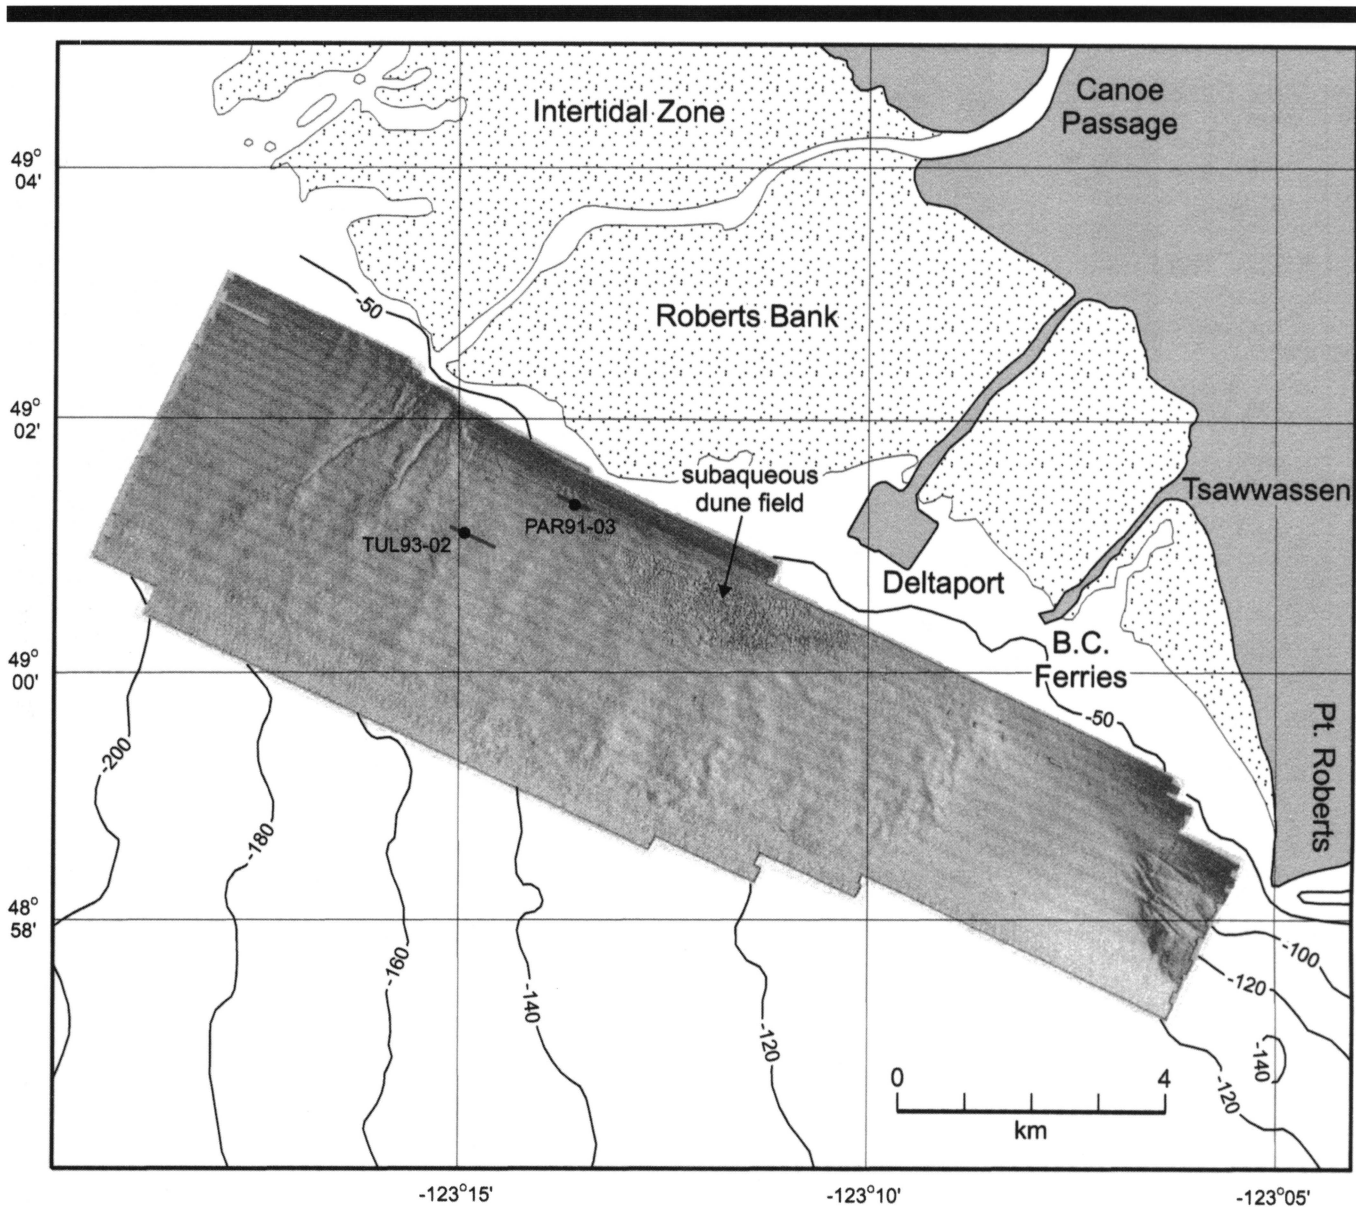 Canoe
Passage
Intertidal Zone
49°
04'
-50
Roberts Bank
49°
02'
subaqueous
dune field
Tsawwassen
PAR91-03
TUL93-02
Deltaport
49°
00'
B.C.
Ferries
-50
Pt. Roberts
-200
-180
48°
58'
-160
-140
-120
-100
-120
-140
-120
0 4
km
-123°15'
-123°10'
-123°05'